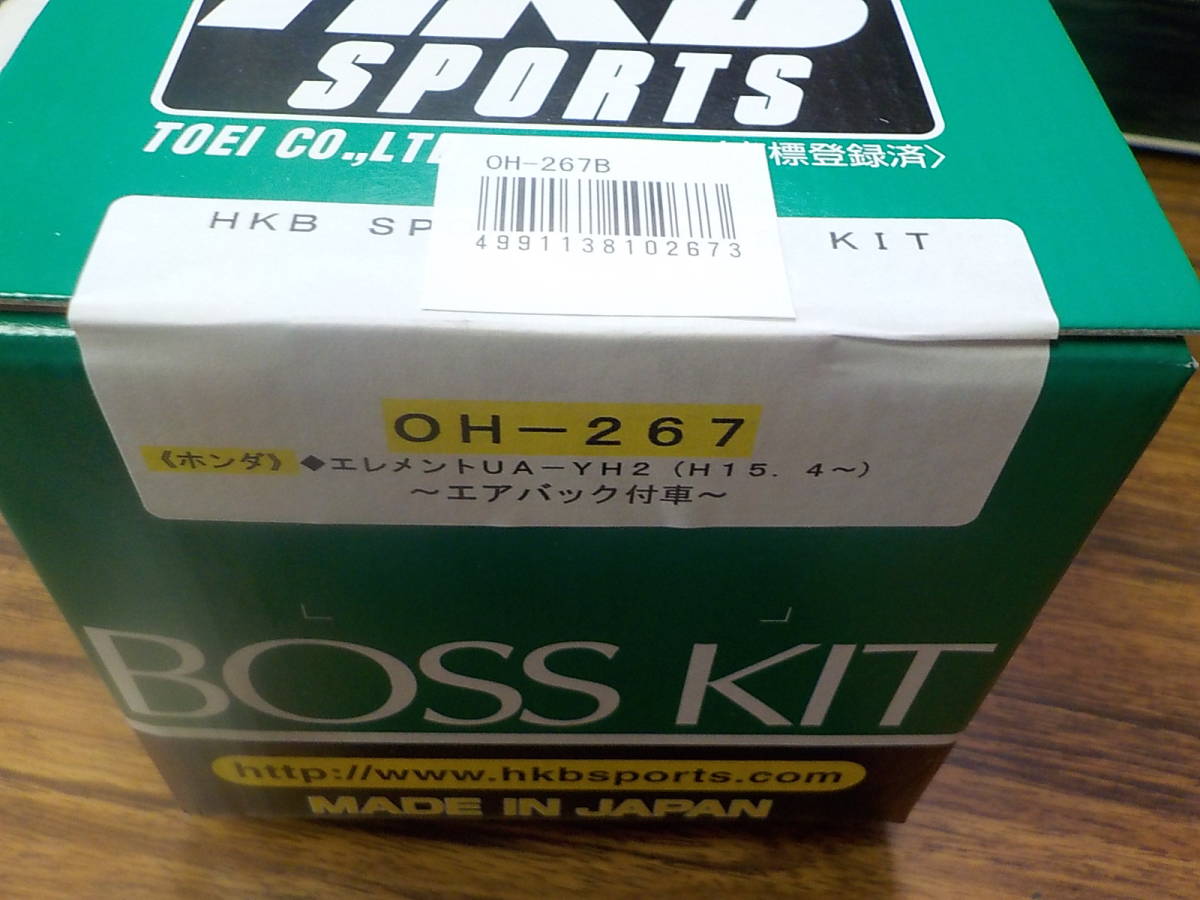 HKB
SPORTS
TOEI CO.,LT
標登録済〉
OH-267B
4991138102673
HKB SP KIT
OH-267
《ホンダ》 ◆エレメントUA-YH2 (H15. 4~)
~エアバック付車~
BOSS KIT
http://www.hkbsports.com
MADE IN JAPAN